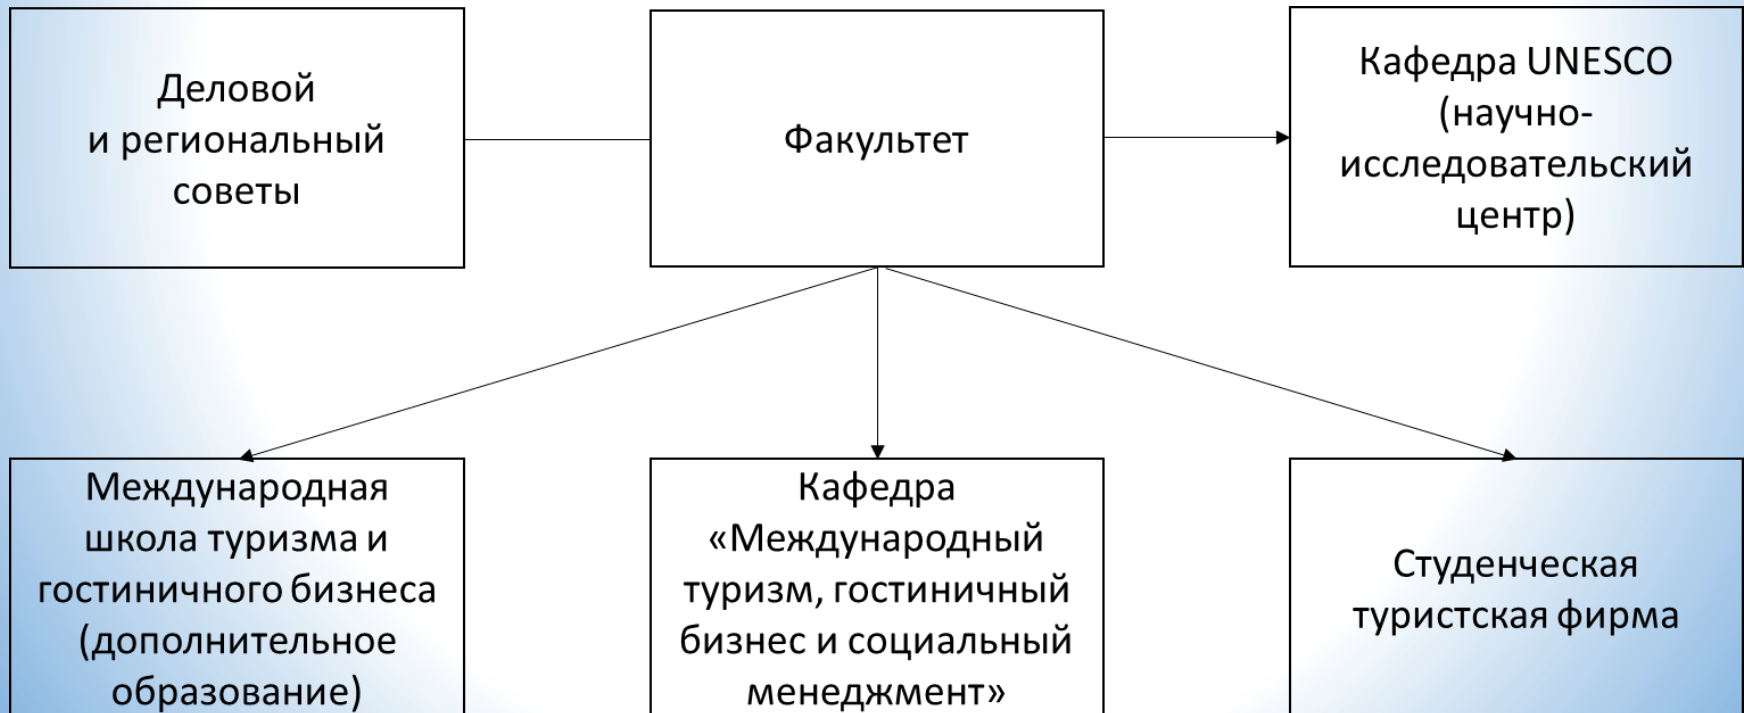 Деловой
и региональный
советы
Факультет
Кафедра UNESCO
(научно-
исследовательский
центр)
Международная
школа туризма и
гостиничного бизнеса
(дополнительное
образование)
Кафедра
«Международный
туризм, гостиничный
бизнес и социальный
менеджмент»
Студенческая
туристская фирма